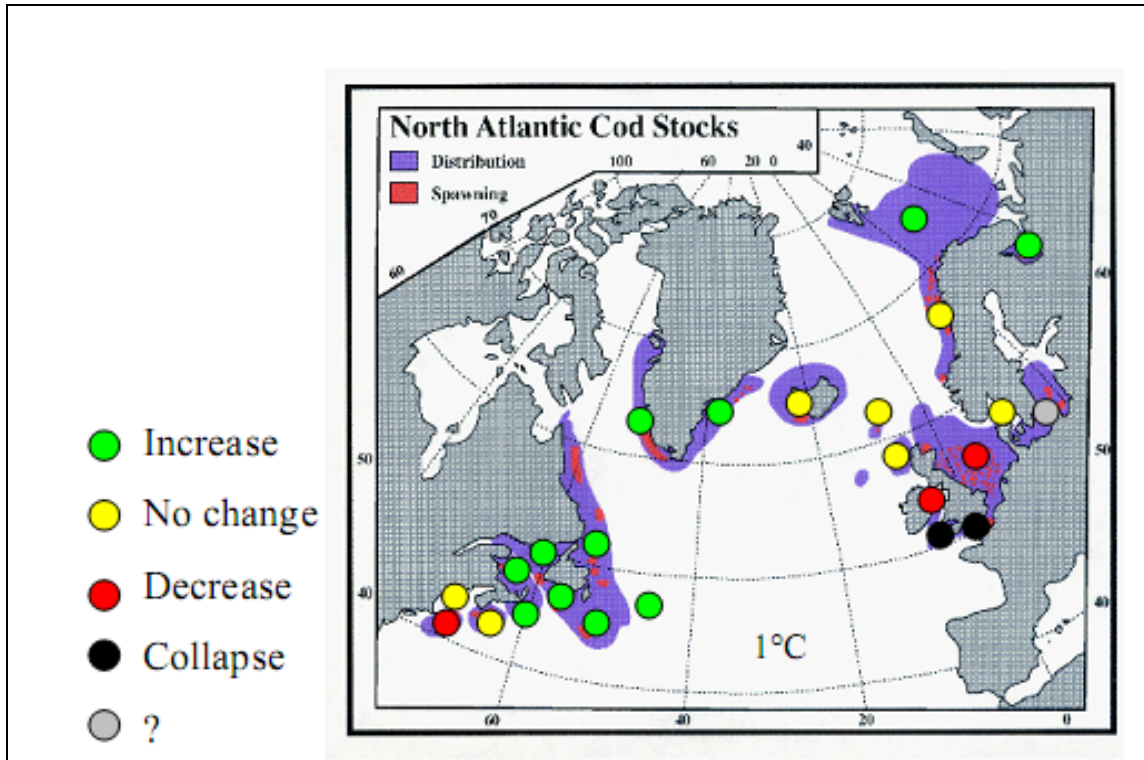 North Atlantic Cod Stocks
Distribution
Spawning
100 60 20 0 40
70
60
60
50
50
40
40
60 40 20 0
1°C
Increase
No change
Decrease
Collapse
?